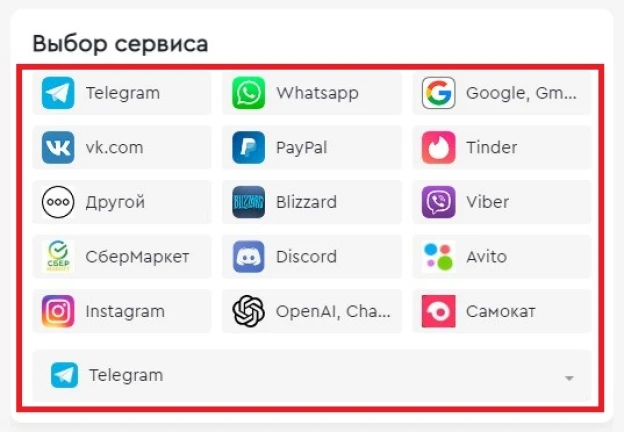 Выбор сервиса
Telegram Whatsapp Google, Gm...
vk.com PayPal Tinder
Другой Blizzard Viber
СберМаркет Discord Avito
Instagram OpenAI, Cha... Самокат
Telegram